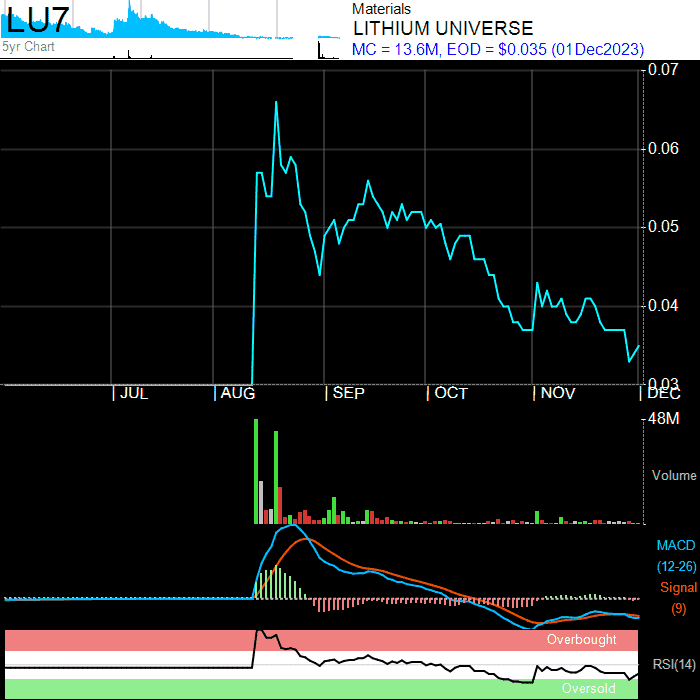 LU7
5yr Chart
Materials
LITHIUM UNIVERSE
MC = 13.6M, EOD = $0.035 (01Dec2023)
0.07
0.06
0.05
0.04
0.03
JUL AUG SEP OCT NOV DEC
48M
Volume
MACD
(12-26)
Signal
(9)
Overbought
RSI(14)
Oversold